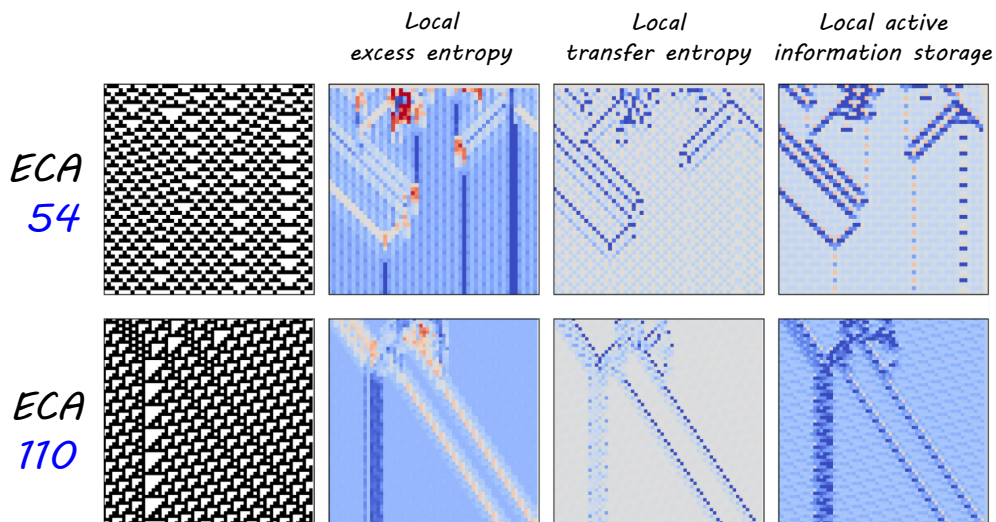 Local
excess entropy
Local
transfer entropy
Local active
information storage
ECA
54
ECA
110